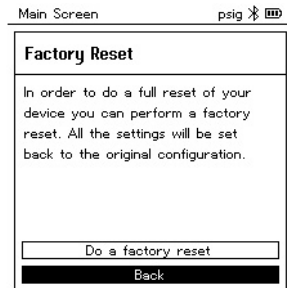 Main Screen psig
Factory Reset
In order to do a full reset of your
device you can perform a factory
reset. All the settings will be set
back to the original configuration.
Do a factory reset
Back